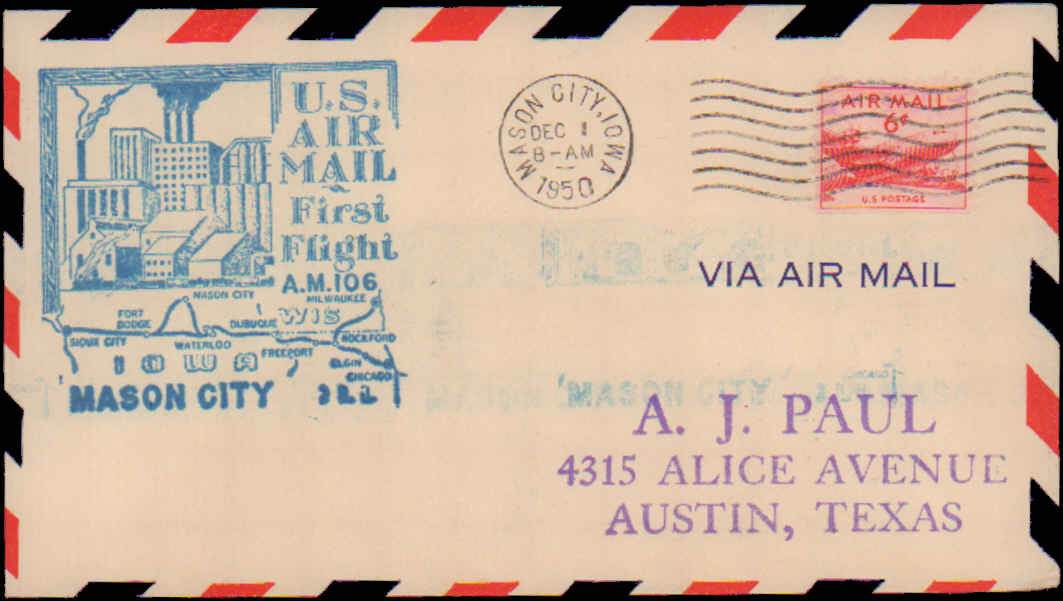 U.S.
AIR
MAIL
First
Flight
A.M.106
MASON CITY
MILWAUKEE
WIS
FORT
DODGE
DUBUQUE
SIOUX CITY
WATERLOO
ROCKFORD
FREEPORT
IOWA
ELGIN
CHICAGO
MASON CITY
ILL
MASON CITY, IOWA
DEC 1
8-AM
1950
AIR MAIL
6¢
U.S. POSTAGE
VIA AIR MAIL
MASON CITY
A. J. PAUL
4315 ALICE AVENUE
AUSTIN, TEXAS